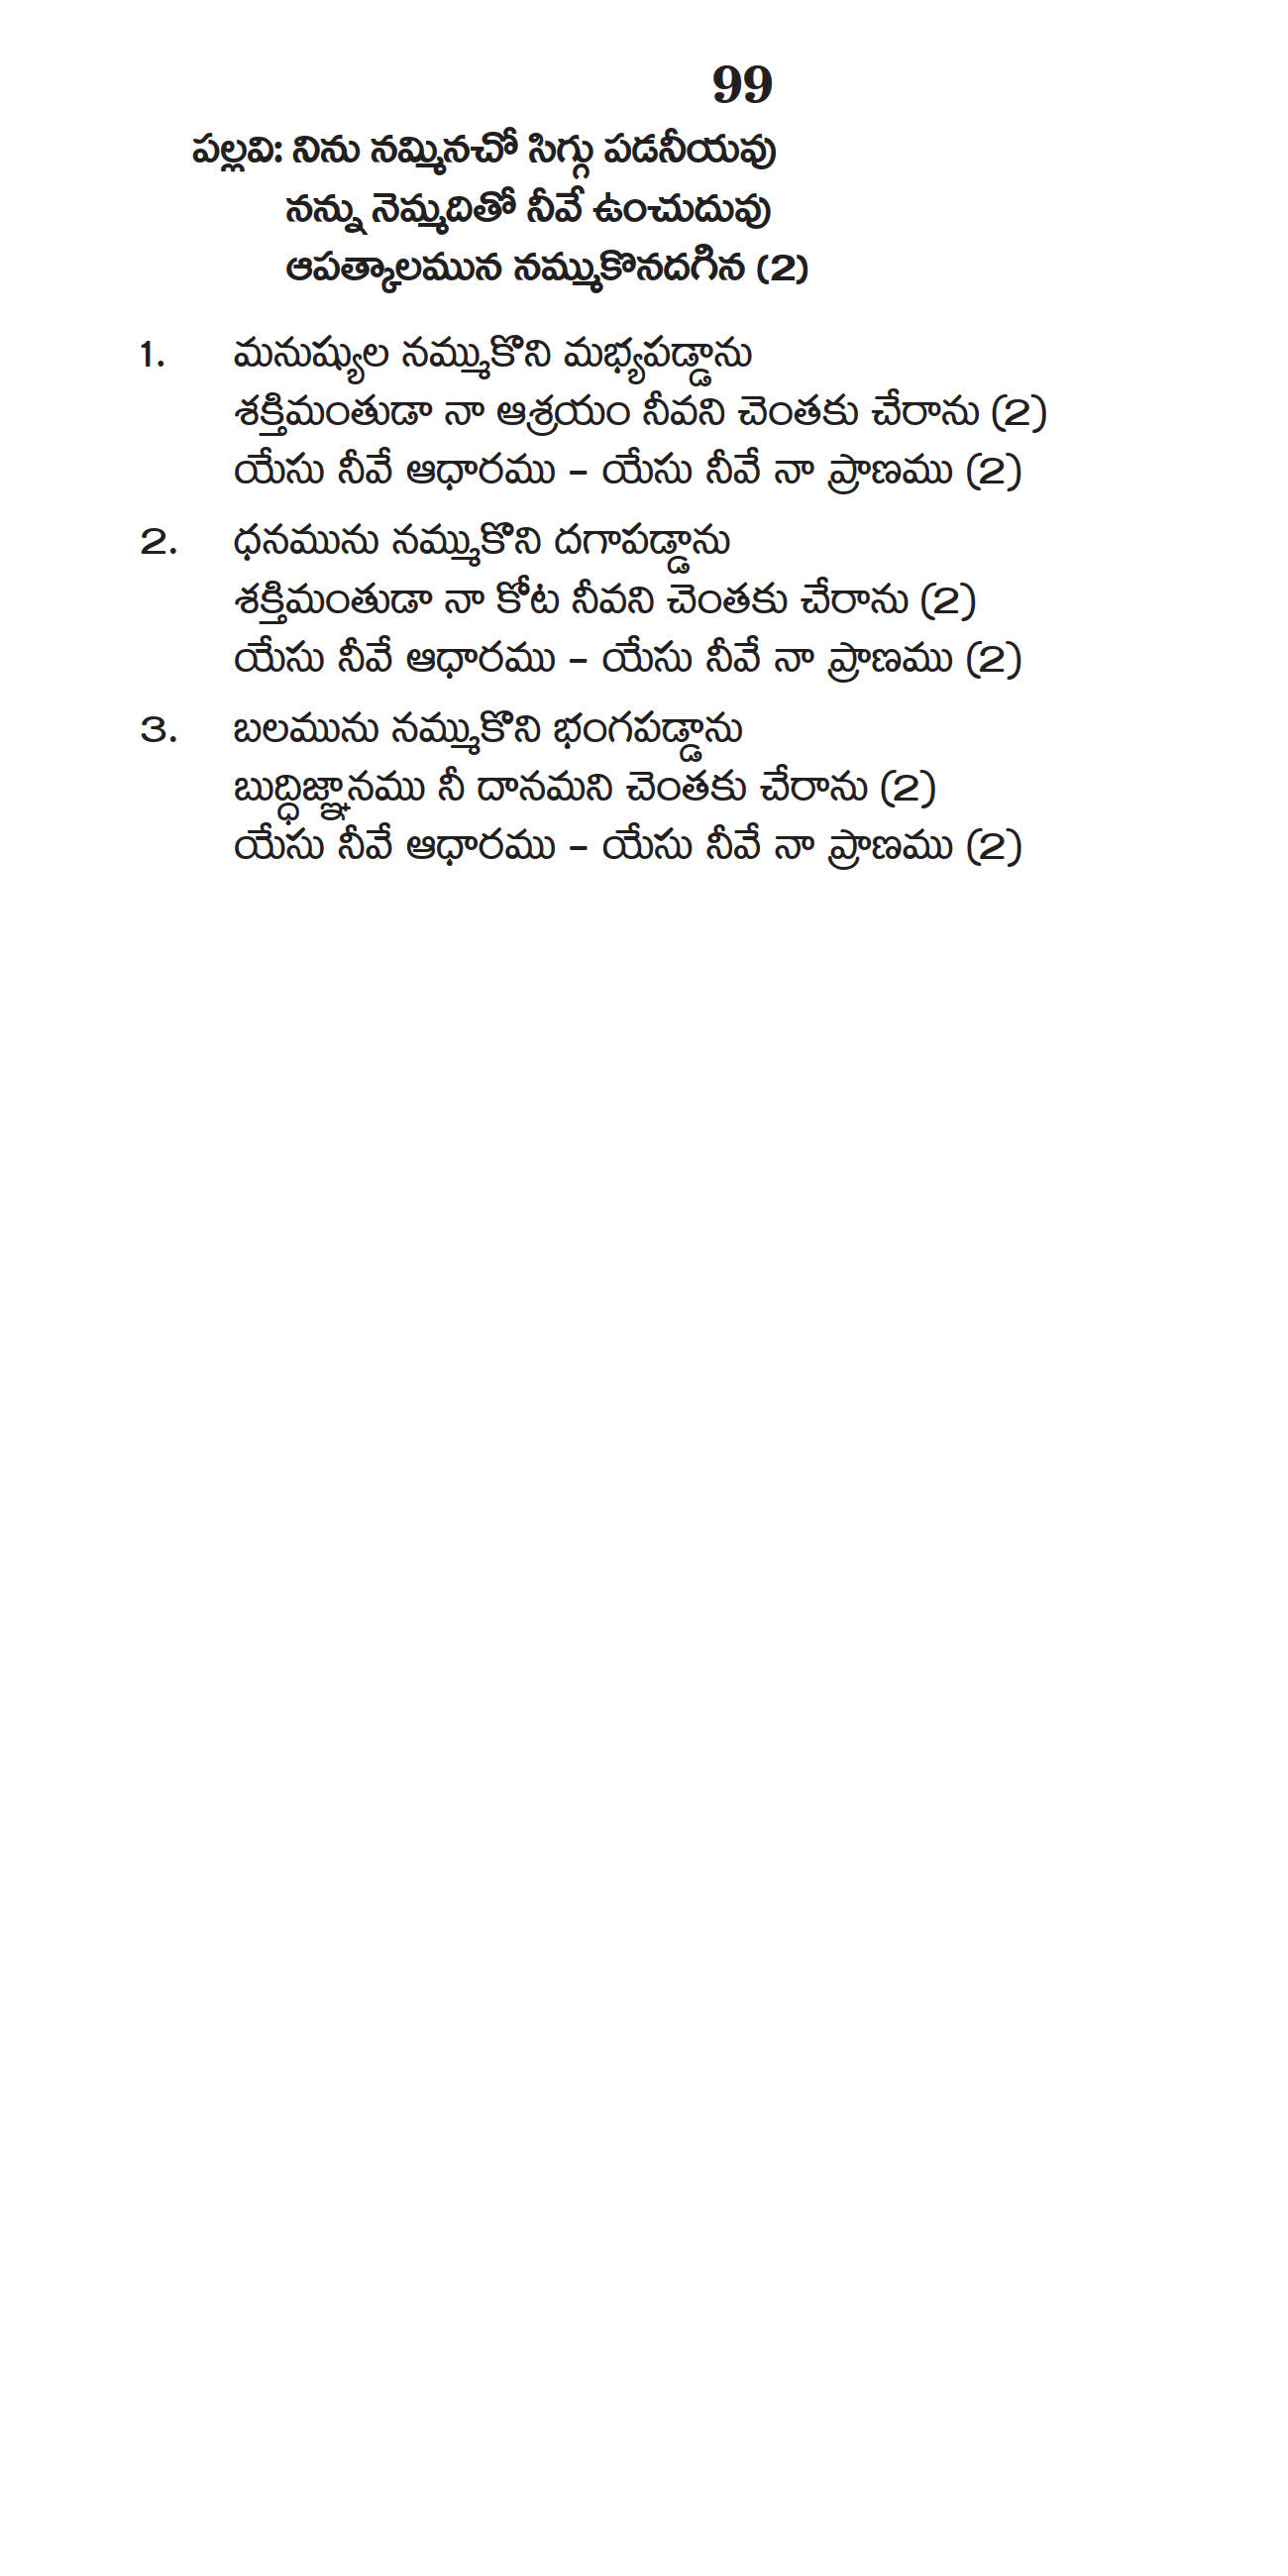 99
పల్లవి: నిను నమ్మినచో సిగ్గు పడనీయవు
నన్ను నెమ్మదితో నీవే ఉంచుదువు
ఆపత్కాలమున నమ్ముకొనదగిన (2)
1. మనుష్యుల నమ్ముకొని మభ్యపడ్డాను
శక్తిమంతుడా నా ఆశ్రయం నీవని చెంతకు చేరాను (2)
యేసు నీవే ఆధారము – యేసు నీవే నా ప్రాణము (2)
2. ధనమును నమ్ముకొని దగాపడ్డాను
శక్తిమంతుడా నా కోట నీవని చెంతకు చేరాను (2)
యేసు నీవే ఆధారము – యేసు నీవే నా ప్రాణము (2)
3. బలమును నమ్ముకొని భంగపడ్డాను
బుద్ధిజ్ఞానము నీ దానమని చెంతకు చేరాను (2)
యేసు నీవే ఆధారము – యేసు నీవే నా ప్రాణము (2)